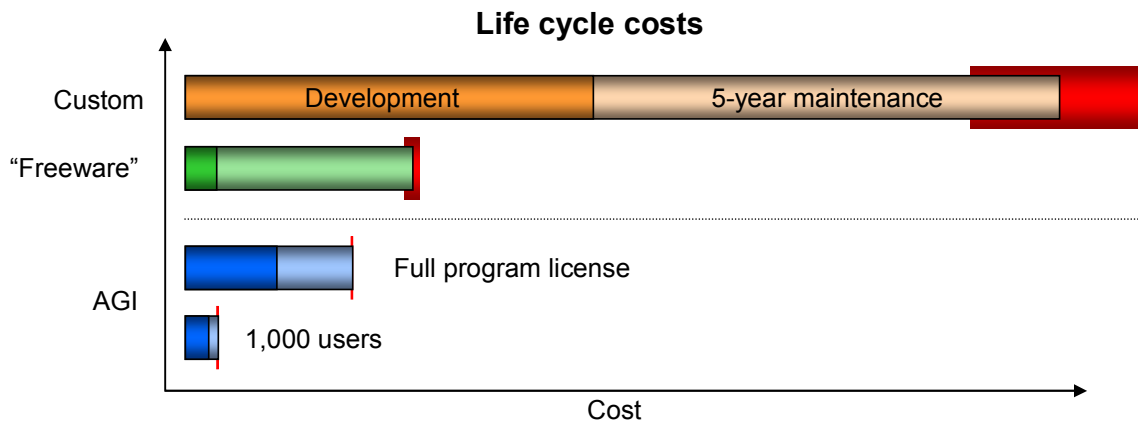 Life cycle costs
Custom
Development
5-year maintenance
“Freeware”
AGI
Full program license
1,000 users
Cost